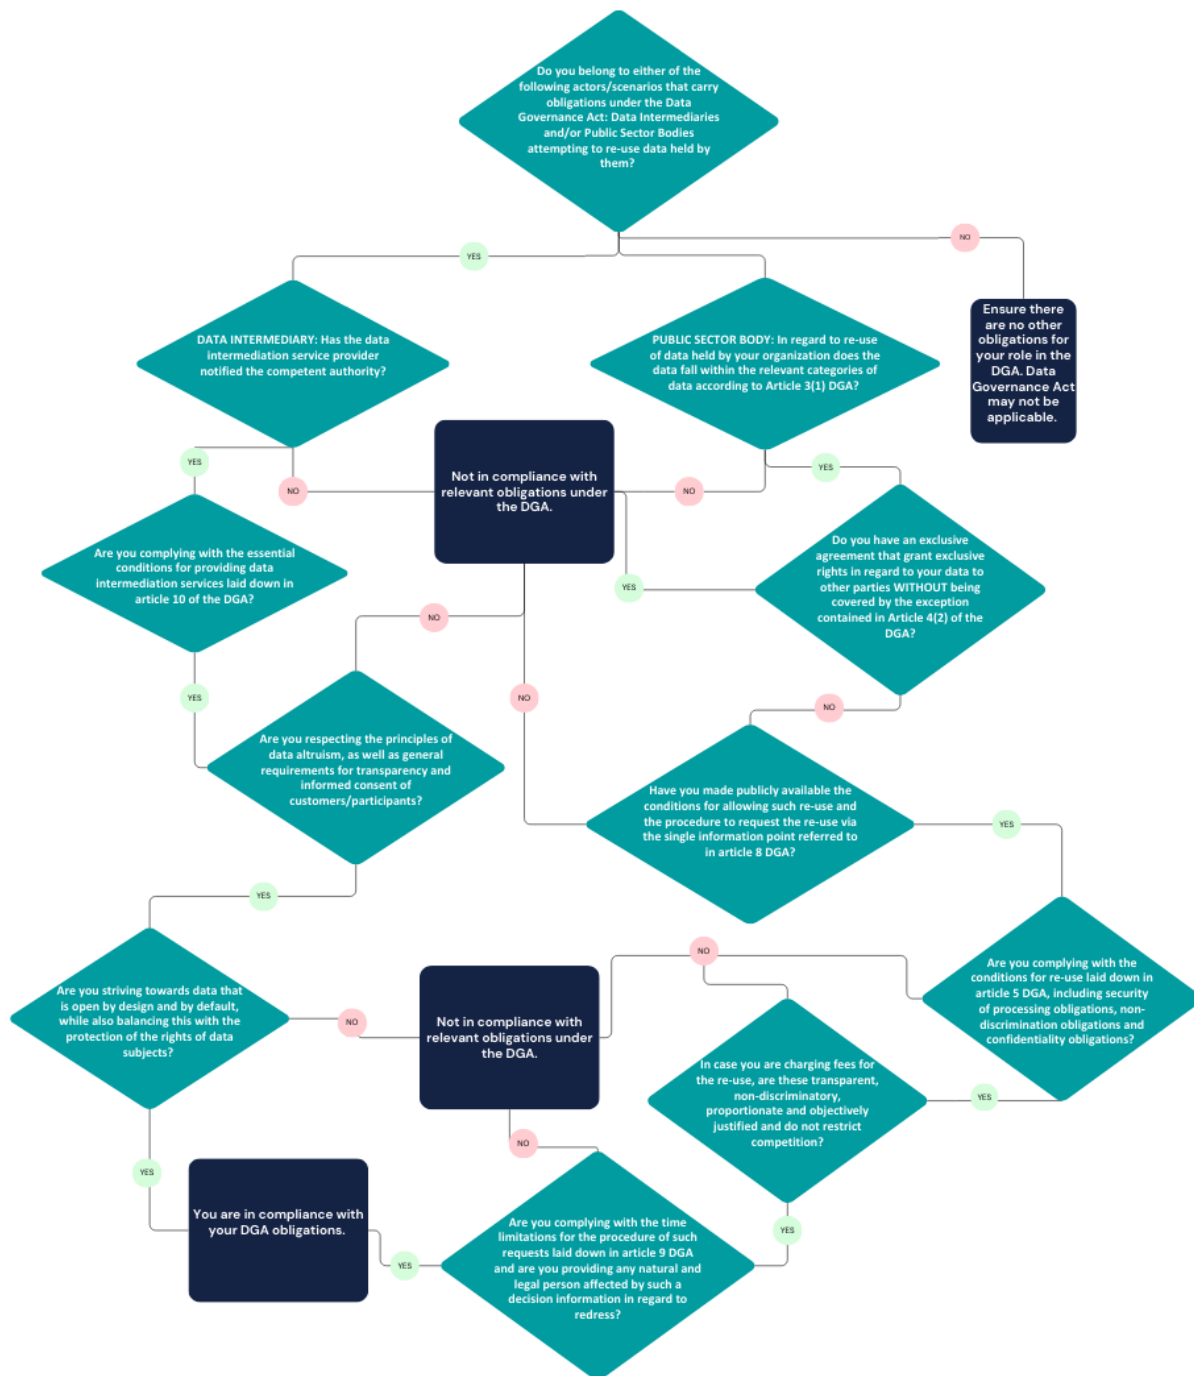 Do you belong to either of the
following actors/scenarios that carry
obligations under the Data
Governance Act: Data Intermediaries
and/or Public Sector Bodies
attempting to re-use data held by
them?
NO
YES
Ensure there
are no other
obligations for
your role in the
DGA. Data
Governance Act
may not be
applicable.
DATA INTERMEDIARY: Has the data
intermediation service provider
notified the competent authority?
PUBLIC SECTOR BODY: In regard to re-use
of data held by your organization does the
data fall within the relevant categories of
data according to Article 3(1) DGA?
YES
NO
Not in compliance with
relevant obligations under
the DGA.
NO
YES
Are you complying with the essential
conditions for providing data
intermediation services laid down in
article 10 of the DGA?
Do you have an exclusive
agreement that grant exclusive
rights in regard to your data to
other parties WITHOUT being
covered by the exception
contained in Article 4(2) of the
DGA?
YES
NO
YES
NO
NO
Are you respecting the principles of
data altruism, as well as general
requirements for transparency and
informed consent of
customers/participants?
Have you made publicly available the
conditions for allowing such re-use and
the procedure to request the re-use via
the single information point referred to
in article 8 DGA?
YES
YES
Are you striving towards data that
is open by design and by default,
while also balancing this with the
protection of the rights of data
subjects?
NO
Not in compliance with
relevant obligations under
the DGA.
NO
Are you complying with the
conditions for re-use laid down in
article 5 DGA, including security
of processing obligations, non-
discrimination obligations and
confidentiality obligations?
In case you are charging fees for
the re-use, are these transparent,
non-discriminatory,
proportionate and objectively
justified and do not restrict
competition?
YES
NO
YES
You are in compliance with
your DGA obligations.
YES
Are you complying with the time
limitations for the procedure of such
requests laid down in article 9 DGA
and are you providing any natural and
legal person affected by such a
decision information in regard to
redress?
YES